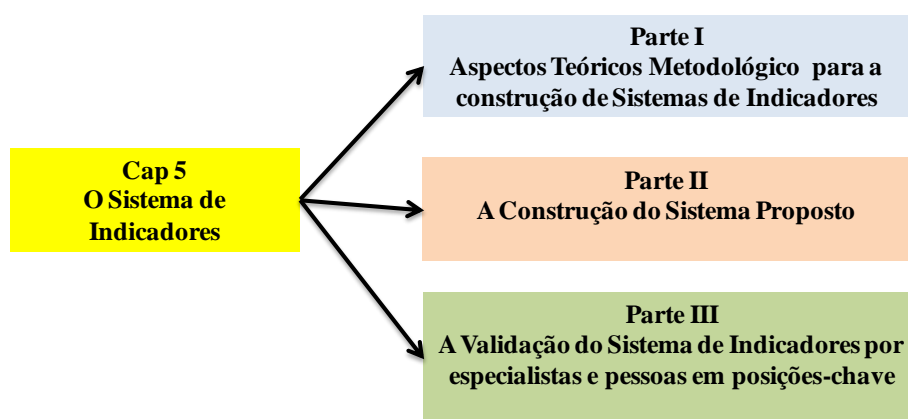 Parte I
Aspectos Teóricos Metodológico para a
construção de Sistemas de Indicadores
Cap 5
O Sistema de
Indicadores
Parte II
A Construção do Sistema Proposto
Parte III
A Validação do Sistema de Indicadores por
especialistas e pessoas em posições-chave